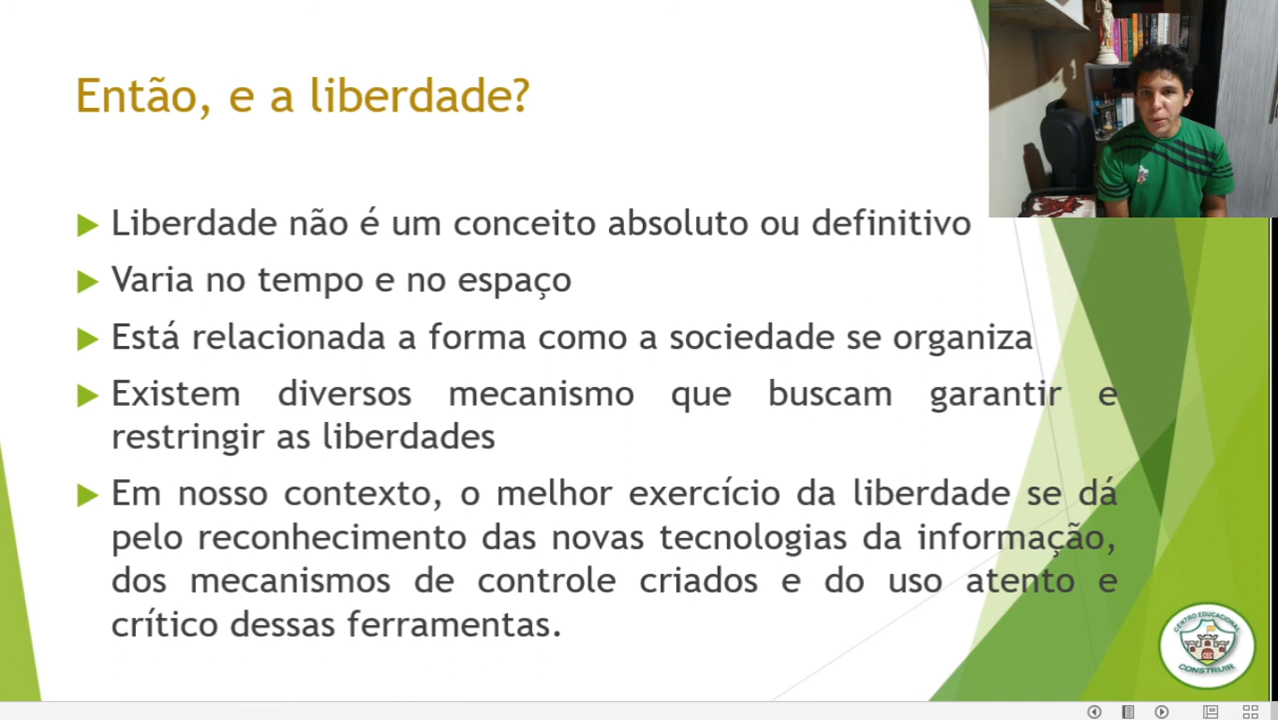 Então, e a liberdade?
Liberdade não é um conceito absoluto ou definitivo
Varia no tempo e no espaço
Está relacionada a forma como a sociedade se organiza
Existem diversos mecanismo que buscam garantir e
restringir as liberdades
Em nosso contexto, o melhor exercício da liberdade se dá
pelo reconhecimento das novas tecnologias da informação,
dos mecanismos de controle criados e do uso atento e
crítico dessas ferramentas.
CENTRO EDUCACIONAL
CEC
CONSTRUIR